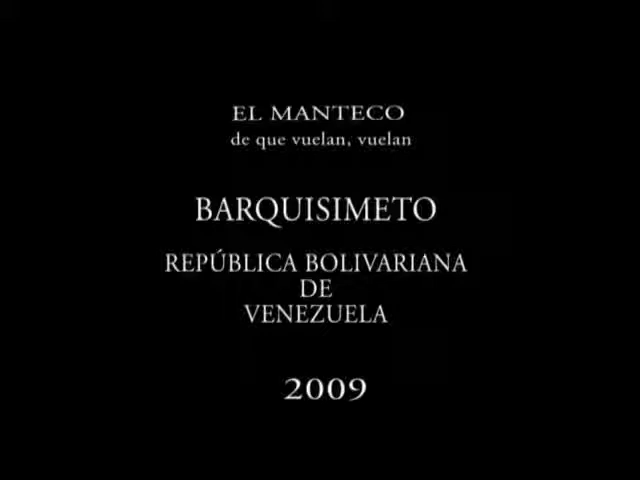 EL MANTECO
de que vuelan, vuelan
BARQUISIMETO
REPÚBLICA BOLIVARIANA
DE
VENEZUELA
2009